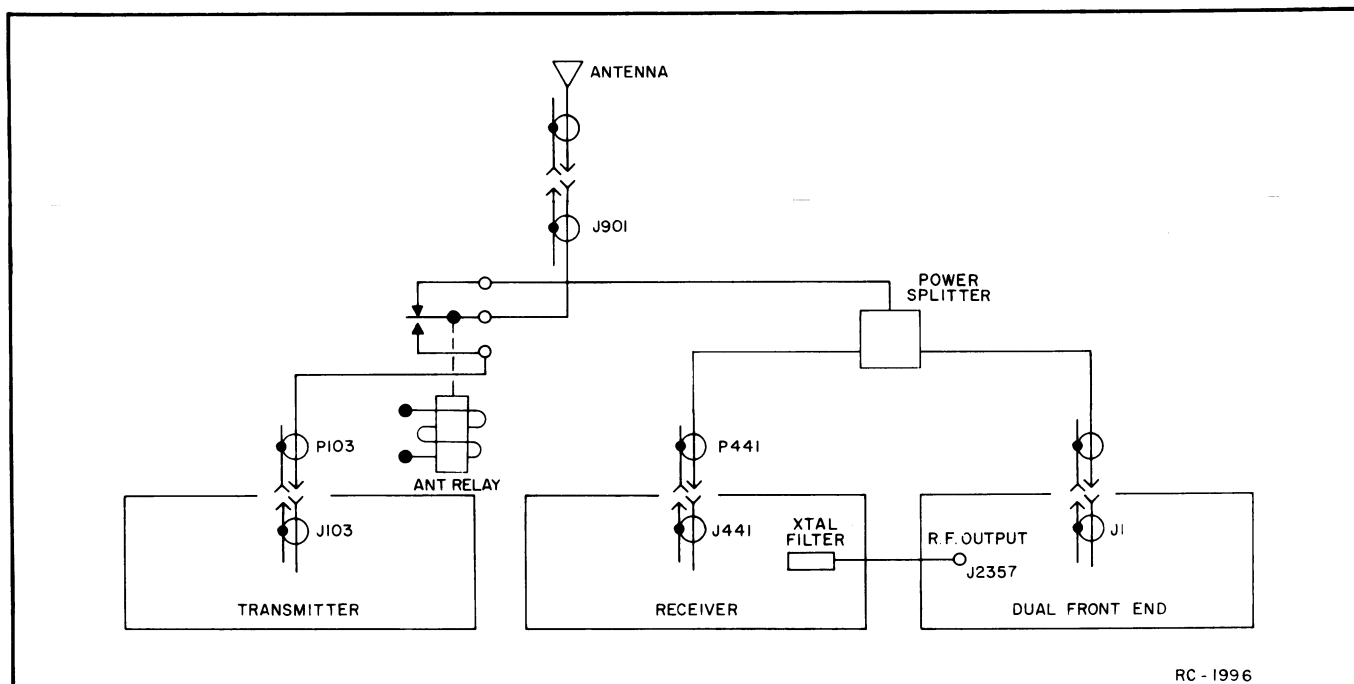 ANTENNA
J901
POWER
SPLITTER
P103
ANT RELAY
P441
J103
J441
XTAL
FILTER
R.F. OUTPUT
J2357
J1
TRANSMITTER
RECEIVER
DUAL FRONT END
RC-1996